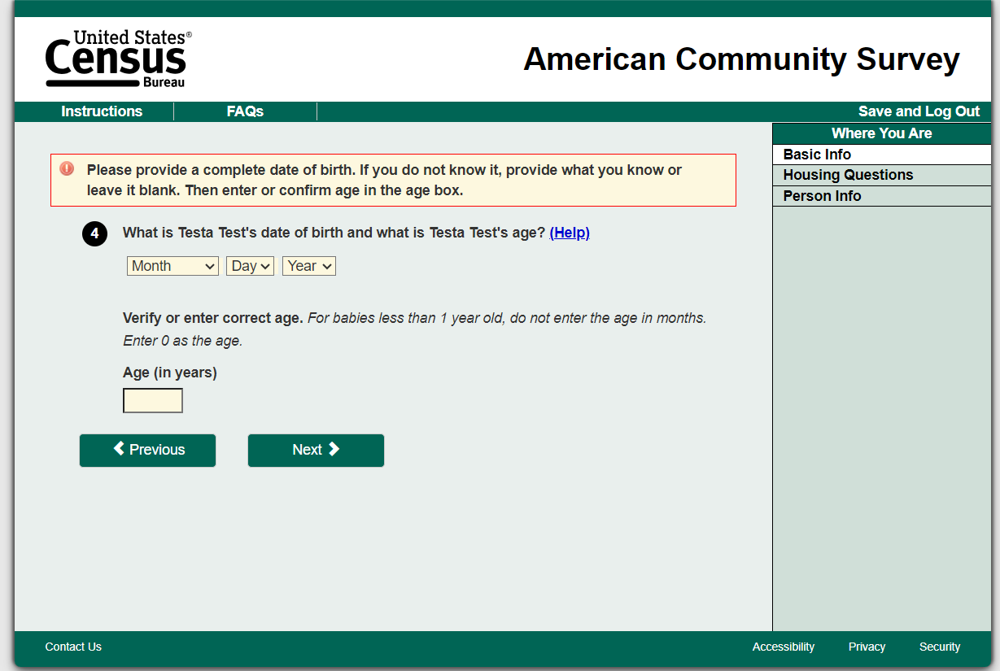 United States®
Census
Bureau
American Community Survey
Instructions
FAQs
Save and Log Out
Where You Are
Basic Info
Housing Questions
Person Info
Please provide a complete date of birth. If you do not know it, provide what you know or
leave it blank. Then enter or confirm age in the age box.
4 What is Testa Test's date of birth and what is Testa Test's age? (Help)
Month Day Year
Verify or enter correct age. For babies less than 1 year old, do not enter the age in months.
Enter 0 as the age.
Age (in years)
Previous
Next
Contact Us
Accessibility
Privacy
Security